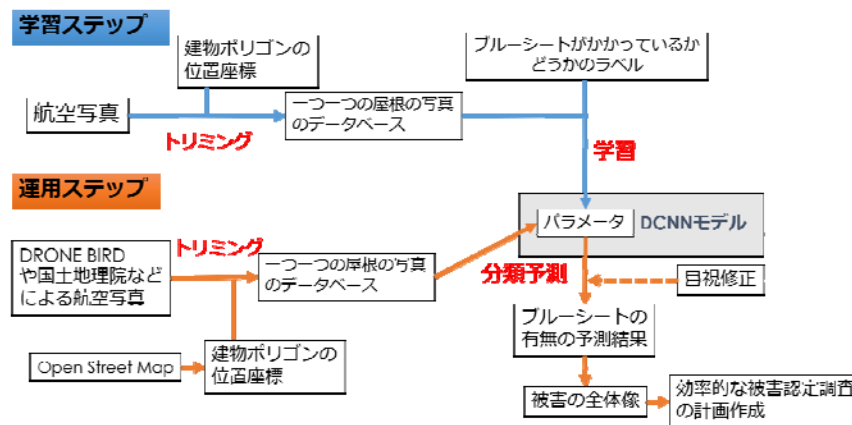 学習ステップ
建物ポリゴンの
位置座標
ブルーシートがかかっているか
どうかのラベル
航空写真
一つ一つの屋根の写真
のデータベース
トリミング
学習
運用ステップ
パラメータ
DCNNモデル
DRONE BIRD
や国土地理院など
による航空写真
トリミング
一つ一つの屋根の写真
のデータベース
分類予測
目視修正
ブルーシートの
有無の予測結果
Open Street Map
建物ポリゴンの
位置座標
被害の全体像
効率的な被害認定調査
の計画作成